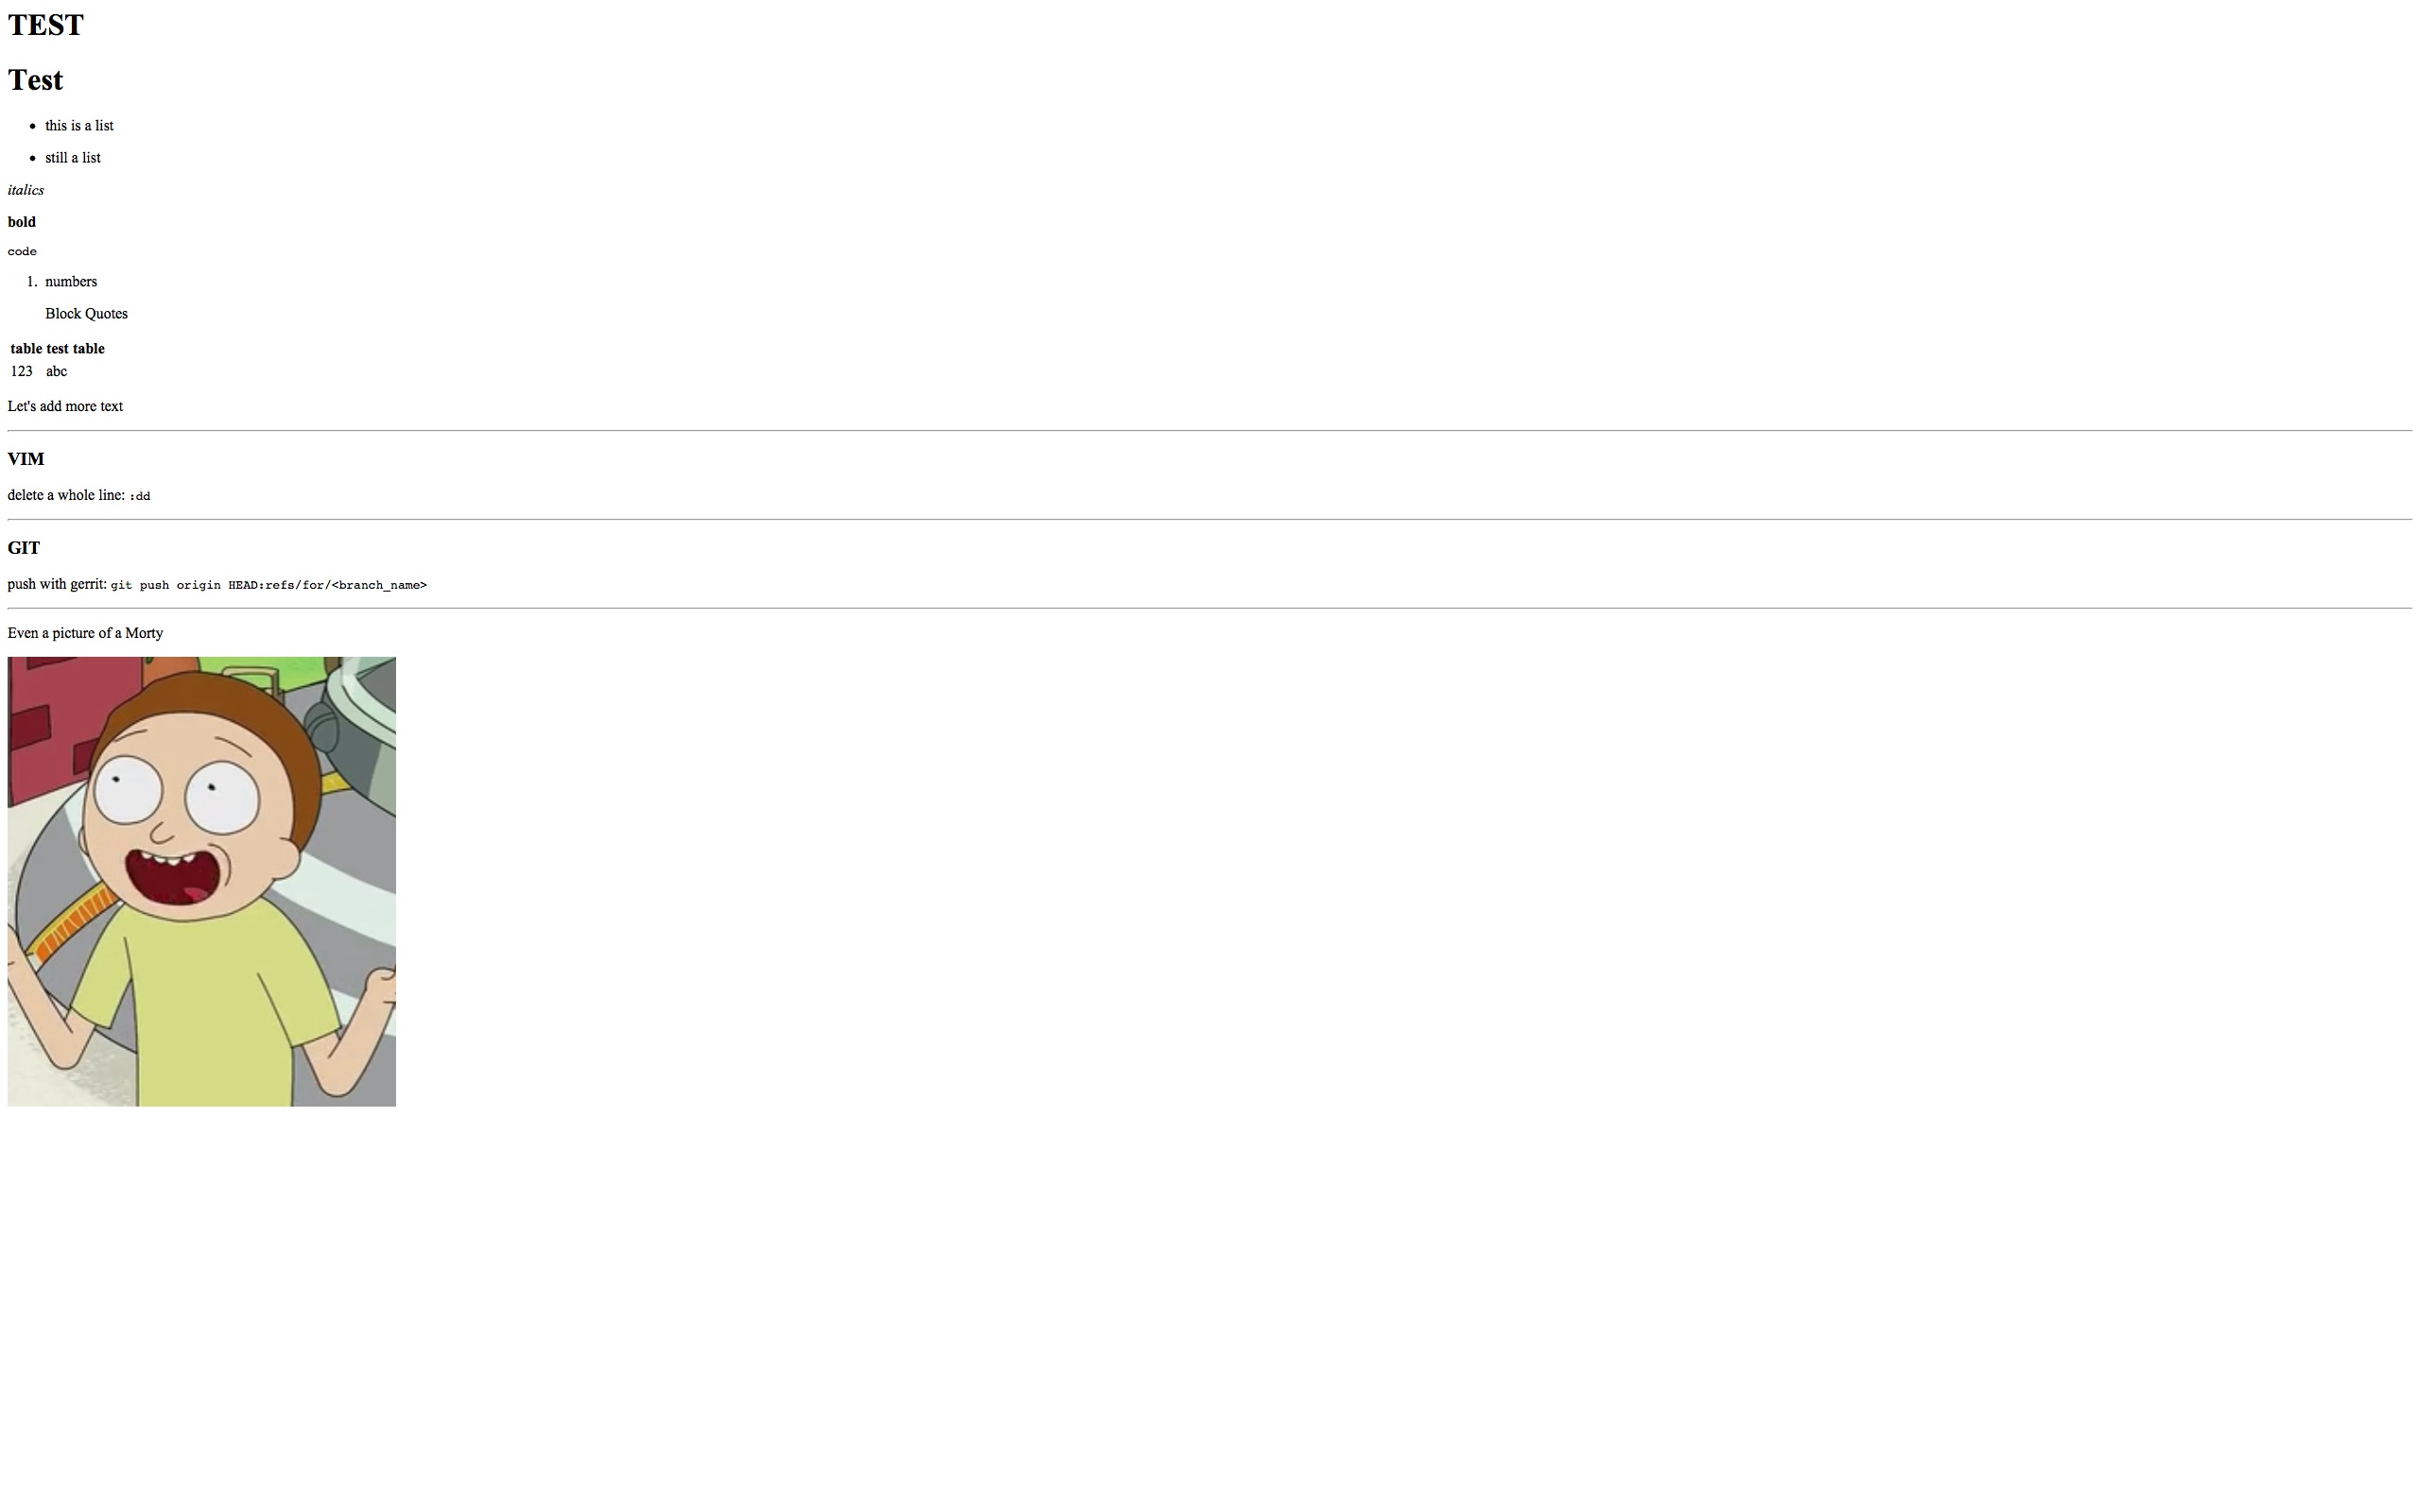 TEST
Test
• this is a list
• still a list
italics
bold
code
1. numbers
Block Quotes
table test table
123 abc
Let's add more text
VIM
delete a whole line: :dd
GIT
push with gerrit: git push origin HEAD:refs/for/<branch_name>
Even a picture of a Morty